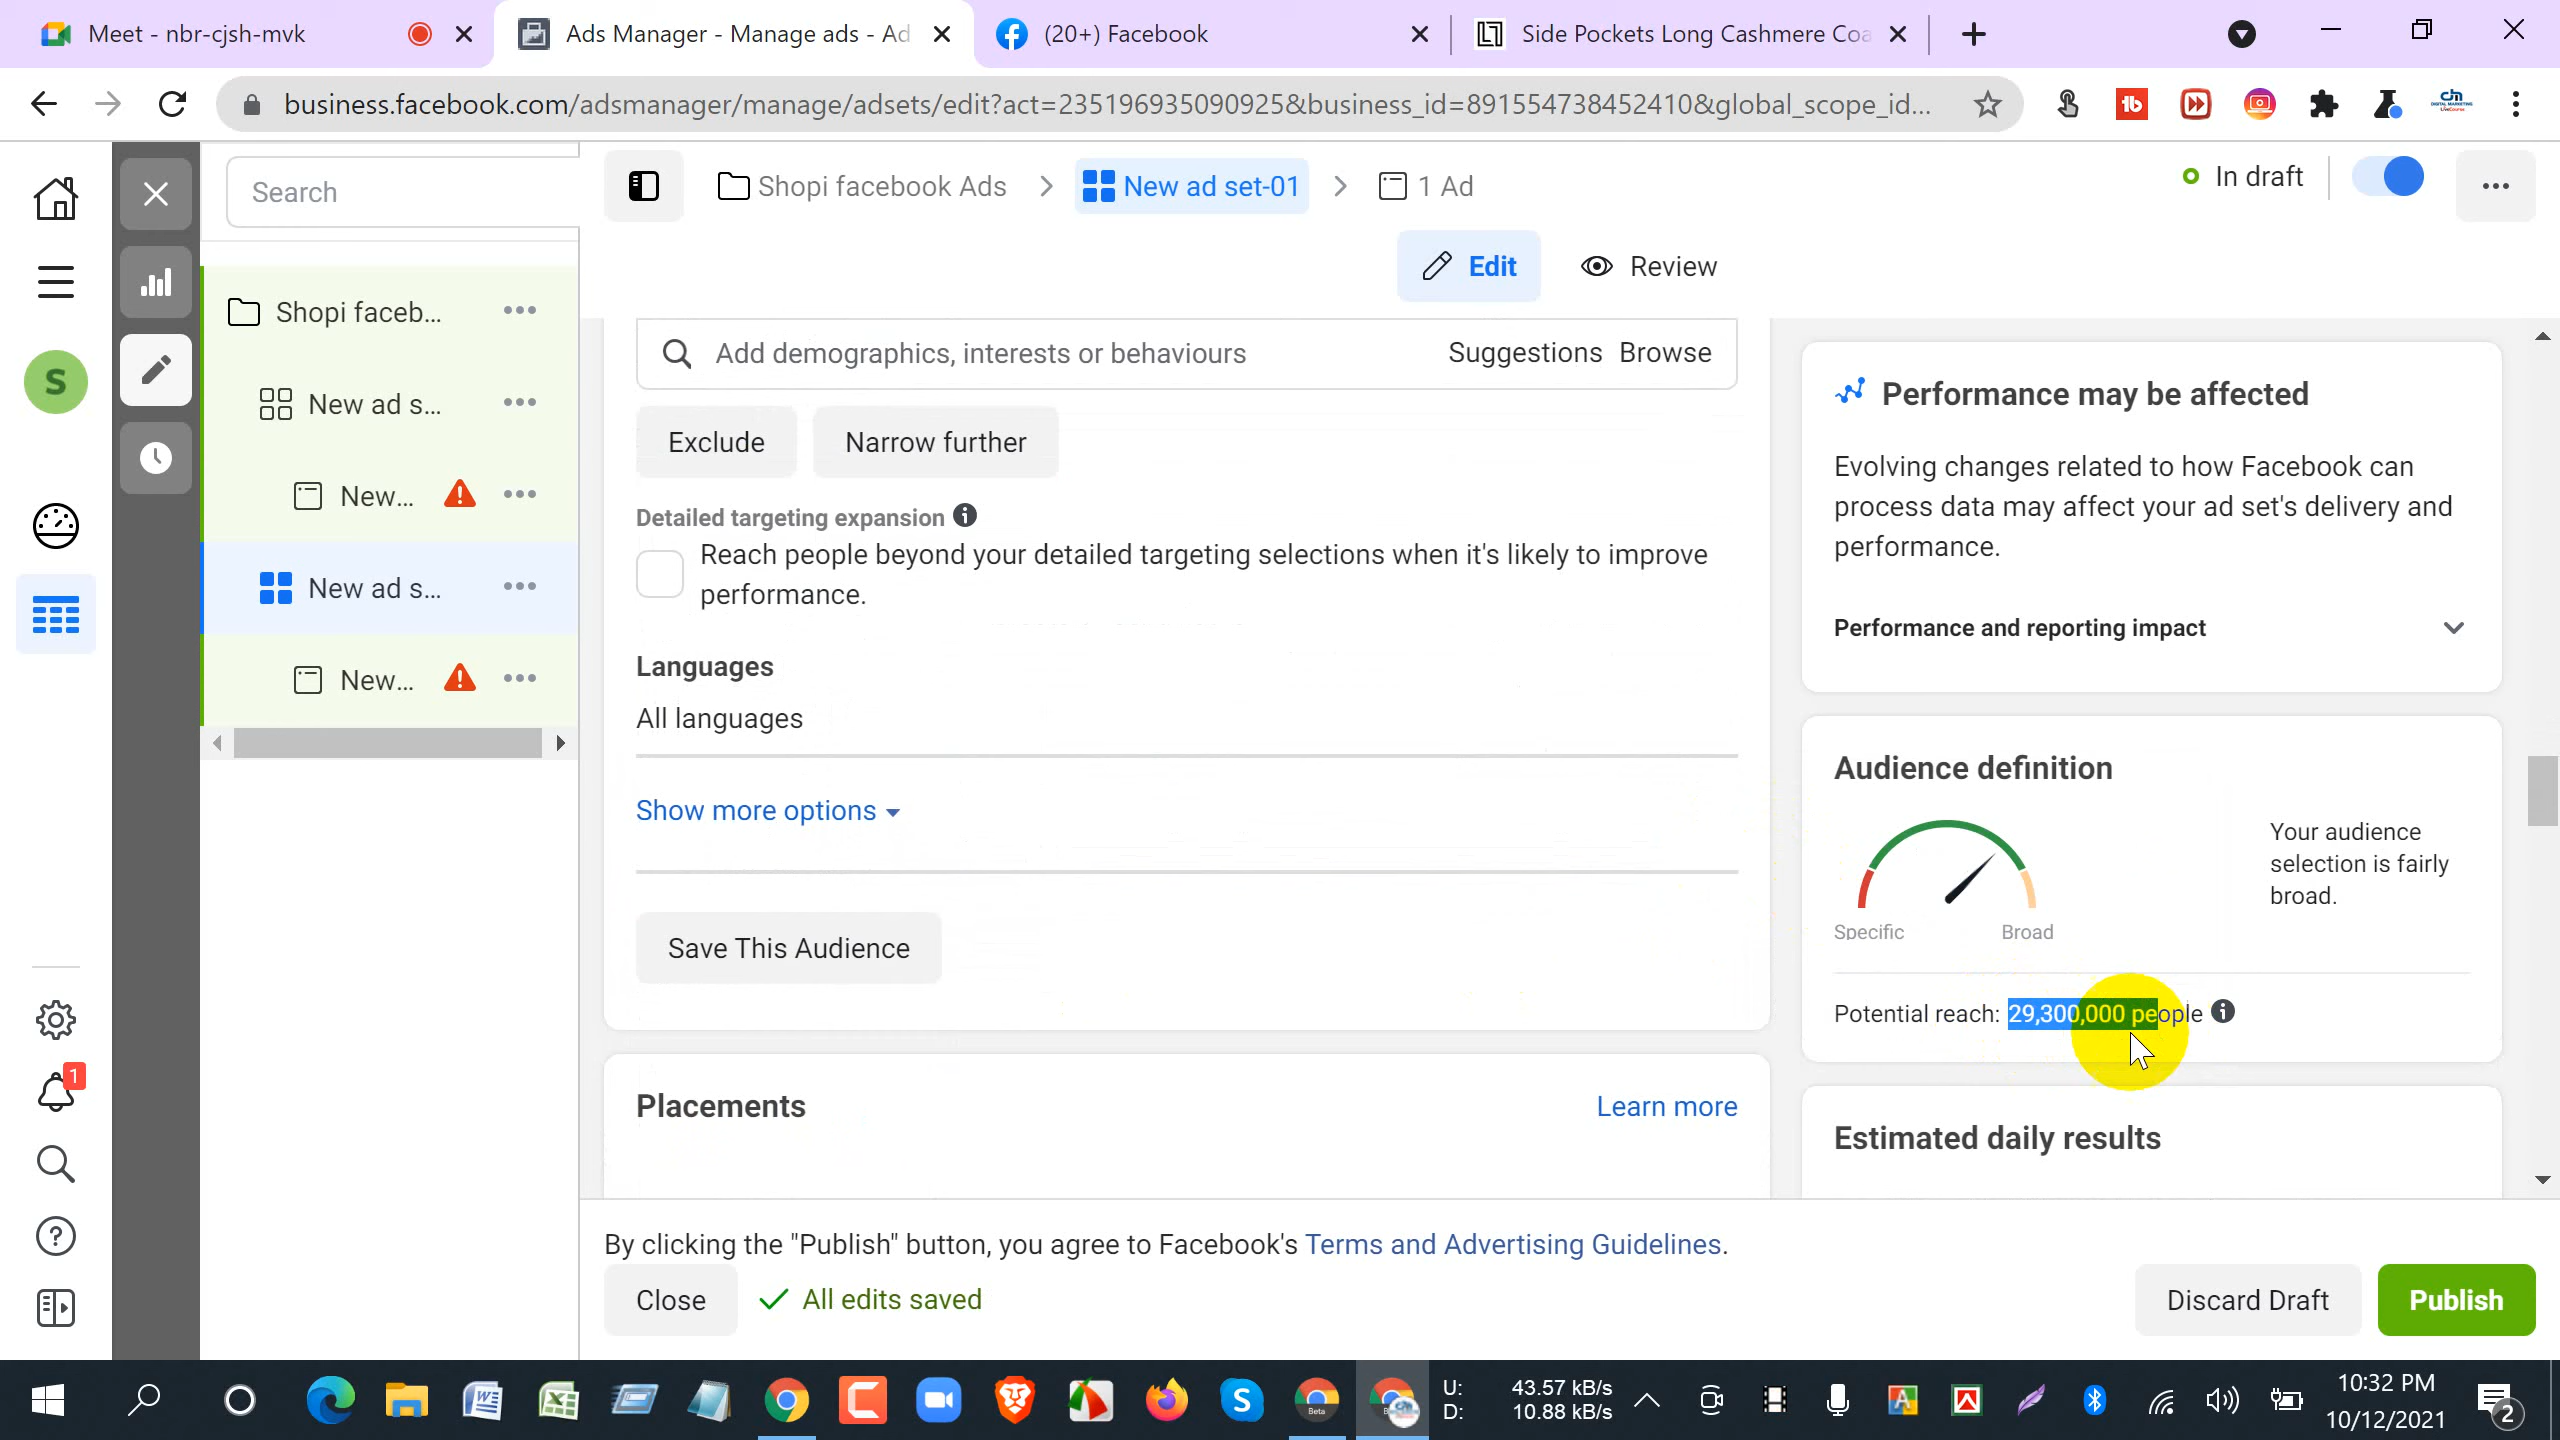 Meet - nbr-cjsh-mvk
Ads Manager - Manage ads - Ad
(20+) Facebook
Side Pockets Long Cashmere Coa
business.facebook.com/adsmanager/manage/adsets/edit?act=235196935090925&business_id=891554738452410&global_scope_id...
Search
Shopi facebook Ads
New ad set-01
1 Ad
In draft
Edit
Review
S
Shopi faceb...
New ad s...
New...
New ad s...
New...
Add demographics, interests or behaviours
Suggestions Browse
Exclude
Narrow further
Detailed targeting expansion
Reach people beyond your detailed targeting selections when it's likely to improve
performance.
Languages
All languages
Show more options
Save This Audience
Placements
Learn more
Performance may be affected
Evolving changes related to how Facebook can
process data may affect your ad set's delivery and
performance.
Performance and reporting impact
Audience definition
Your audience
selection is fairly
broad.
Specific
Broad
Potential reach: 29,300,000 people
Estimated daily results
1
By clicking the "Publish" button, you agree to Facebook's Terms and Advertising Guidelines.
Close
All edits saved
Discard Draft
Publish
U: 43.57 kB/s
D: 10.88 kB/s
10:32 PM
10/12/2021
2